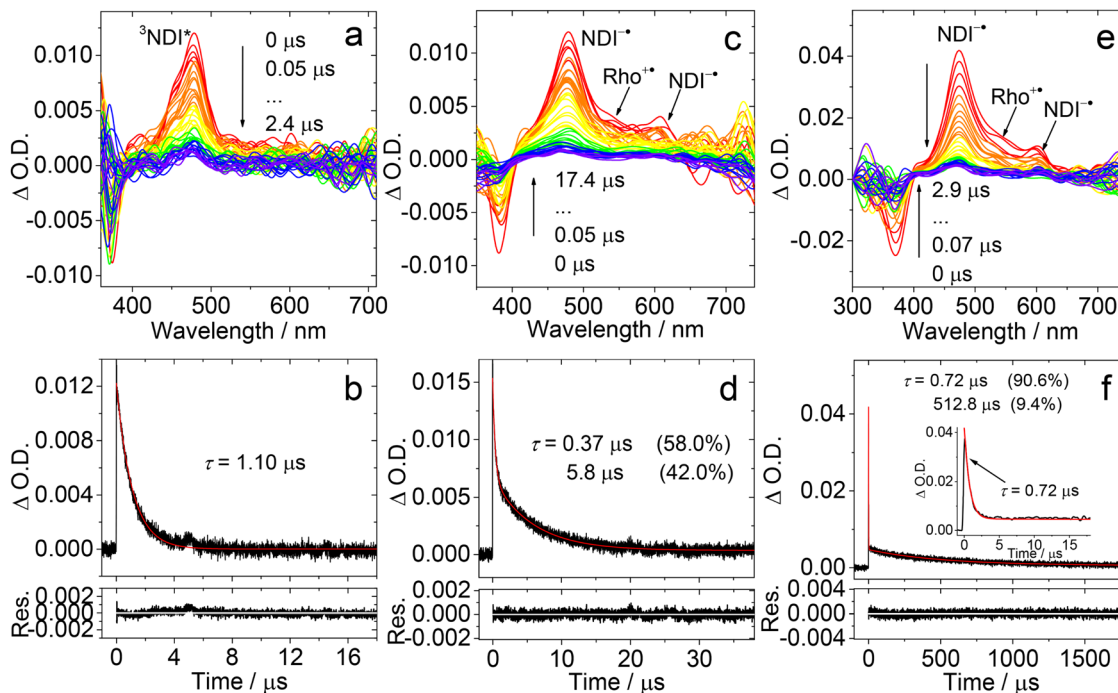 a
³NDI*
0 μs
0.05 μs
...
2.4 μs
0.010
0.005
0.000
-0.005
-0.010
Δ O.D.
400 500 600 700
Wavelength / nm
c
NDI⁻•
Rho⁺•
NDI⁻•
17.4 μs
...
0.05 μs
0 μs
0.010
0.005
0.000
-0.005
-0.010
Δ O.D.
400 500 600 700
Wavelength / nm
e
NDI⁻•
Rho⁺•
NDI⁻•
2.9 μs
...
0.07 μs
0 μs
0.04
0.02
0.00
-0.02
Δ O.D.
300 400 500 600 700
Wavelength / nm
b
τ = 1.10 μs
0.012
0.008
0.004
0.000
Δ O.D.
0.002
0.000
-0.002
Res.
0 4 8 12 16
Time / μs
d
τ = 0.37 μs (58.0%)
5.8 μs (42.0%)
0.015
0.010
0.005
0.000
Δ O.D.
0.002
0.000
-0.002
Res.
0 10 20 30
Time / μs
f
τ = 0.72 μs (90.6%)
512.8 μs (9.4%)
0.04
0.02
0.00
Δ O.D.
0.04
0.02
0.00
Δ O.D.
τ = 0.72 μs
0 5 10 15
Time / μs
0.004
0.000
-0.004
Res.
0 500 1000 1500
Time / μs